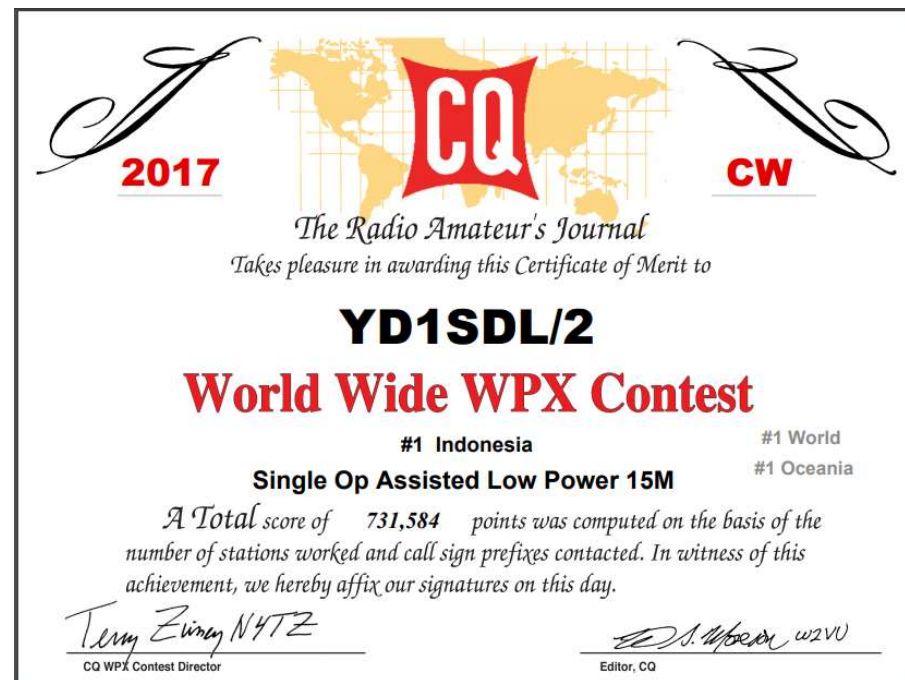 CQ
2017
CW
The Radio Amateur's Journal
Takes pleasure in awarding this Certificate of Merit to
YD1SDL/2
World Wide WPX Contest
#1 Indonesia
#1 World
#1 Oceania
Single Op Assisted Low Power 15M
A Total score of 731,584 points was computed on the basis of the
number of stations worked and call sign prefixes contacted. In witness of this
achievement, we hereby affix our signatures on this day.
Terry N4TZ
W2VU
CQ WPX Contest Director
Editor, CQ